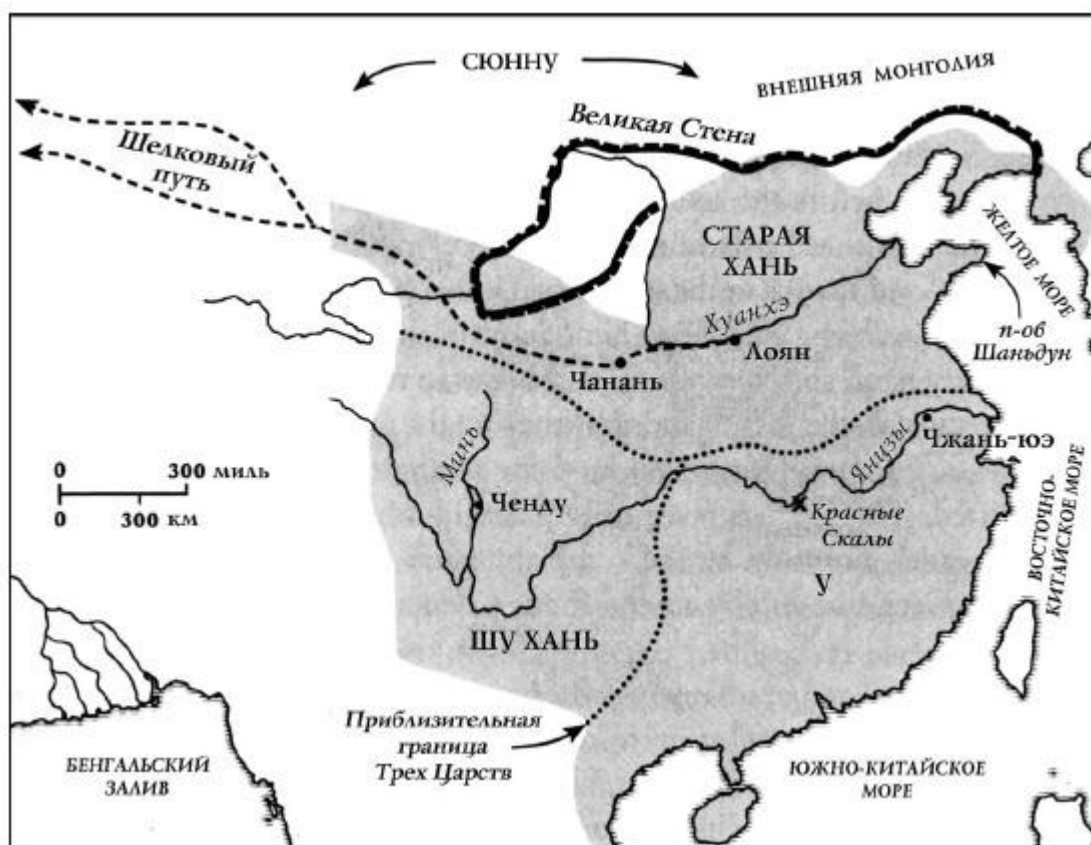 СЮННУ
ВНЕШНЯЯ МОНГОЛИЯ
Великая Стена
Шелковый
путь
СТАРАЯ
ХАНЬ
ЖЕЛТОЕ МОРЕ
Хуанхэ
п-ов
Шаньдун
Лоян
Чанань
Минь
Янцзы
Чжань-юэ
0 300 миль
0 300 км
Ченду
Красные
Скалы
ВОСТОЧНО-
КИТАЙСКОЕ МОРЕ
У
ШУ ХАНЬ
Приблизительная
граница
Трех Царств
БЕНГАЛЬСКИЙ
ЗАЛИВ
ЮЖНО-КИТАЙСКОЕ
МОРЕ